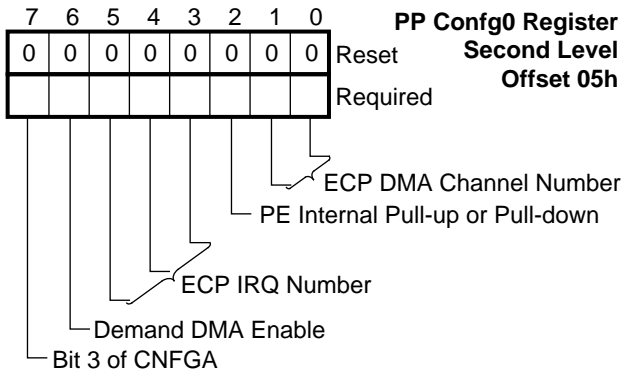 7 6 5 4 3 2 1 0
PP Confg0 Register
Second Level
Offset 05h
0 0 0 0 0 0 0 0 Reset
Required
ECP DMA Channel Number
PE Internal Pull-up or Pull-down
ECP IRQ Number
Demand DMA Enable
Bit 3 of CNFGA